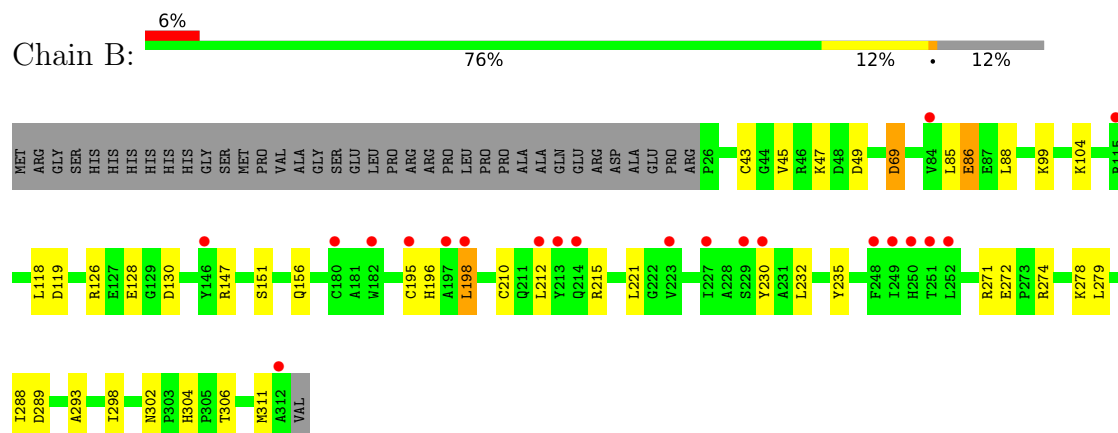 6%
Chain B:
76% 12% • 12%
MET ARG GLY SER HIS HIS HIS HIS HIS HIS GLY SER MET PRO VAL ALA GLY SER GLU LEU PRO ARG ARG PRO LEU PRO PRO ALA ALA GLN GLU ARG ASP ALA GLU PRO ARG P26 C43 G44 V45 R46 K47 D48 D49 D69 V84 L85 E86 E87 L88 K99 K104 R115
L118 D119 R126 E127 E128 G129 D130 Y146 R147 S151 Q156 C180 A181 W182 C195 H196 A197 L198 C210 Q211 L212 Y213 Q214 R215 L221 G222 V223 I227 A228 S229 Y230 A231 L232 Y235 F248 I249 H250 T251 L252 R271 E272 P273 R274 K278 L279
I288 D289 A293 I298 N302 P303 H304 P305 T306 M311 A312 VAL